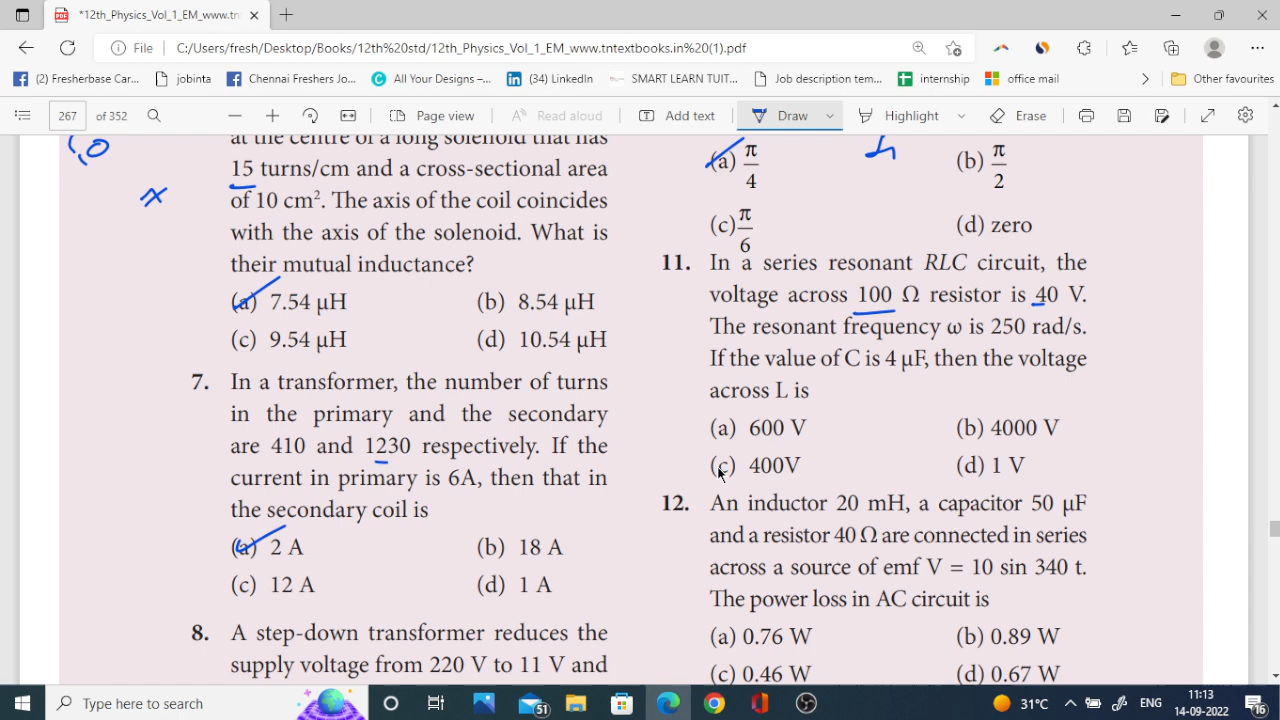 *12th_Physics_Vol_1_EM_www.tn
File C:/Users/fresh/Desktop/Books/12th%20std/12th_Physics_Vol_1_EM_www.tntextbooks.in%20(1).pdf
(2) Fresherbase Car... jobinta Chennai Freshers Jo... All Your Designs –... (34) LinkedIn SMART LEARN TUIT... Job description tem... internship office mail Other favourites
267 of 352 Page view Read aloud Add text Draw Highlight Erase
at the centre of a long solenoid that has
15 turns/cm and a cross-sectional area
of 10 cm². The axis of the coil coincides
with the axis of the solenoid. What is
their mutual inductance?
(a) 7.54 µH (b) 8.54 µH
(c) 9.54 µH (d) 10.54 µH
7. In a transformer, the number of turns
in the primary and the secondary
are 410 and 1230 respectively. If the
current in primary is 6A, then that in
the secondary coil is
(a) 2 A (b) 18 A
(c) 12 A (d) 1 A
8. A step-down transformer reduces the
supply voltage from 220 V to 11 V and
(a) π/4 (b) π/2
(c) π/6 (d) zero
11. In a series resonant RLC circuit, the
voltage across 100 Ω resistor is 40 V.
The resonant frequency ω is 250 rad/s.
If the value of C is 4 µF, then the voltage
across L is
(a) 600 V (b) 4000 V
(c) 400V (d) 1 V
12. An inductor 20 mH, a capacitor 50 µF
and a resistor 40 Ω are connected in series
across a source of emf V = 10 sin 340 t.
The power loss in AC circuit is
(a) 0.76 W (b) 0.89 W
(c) 0.46 W (d) 0.67 W
Type here to search 51 31°C ENG 11:13 14-09-2022 16